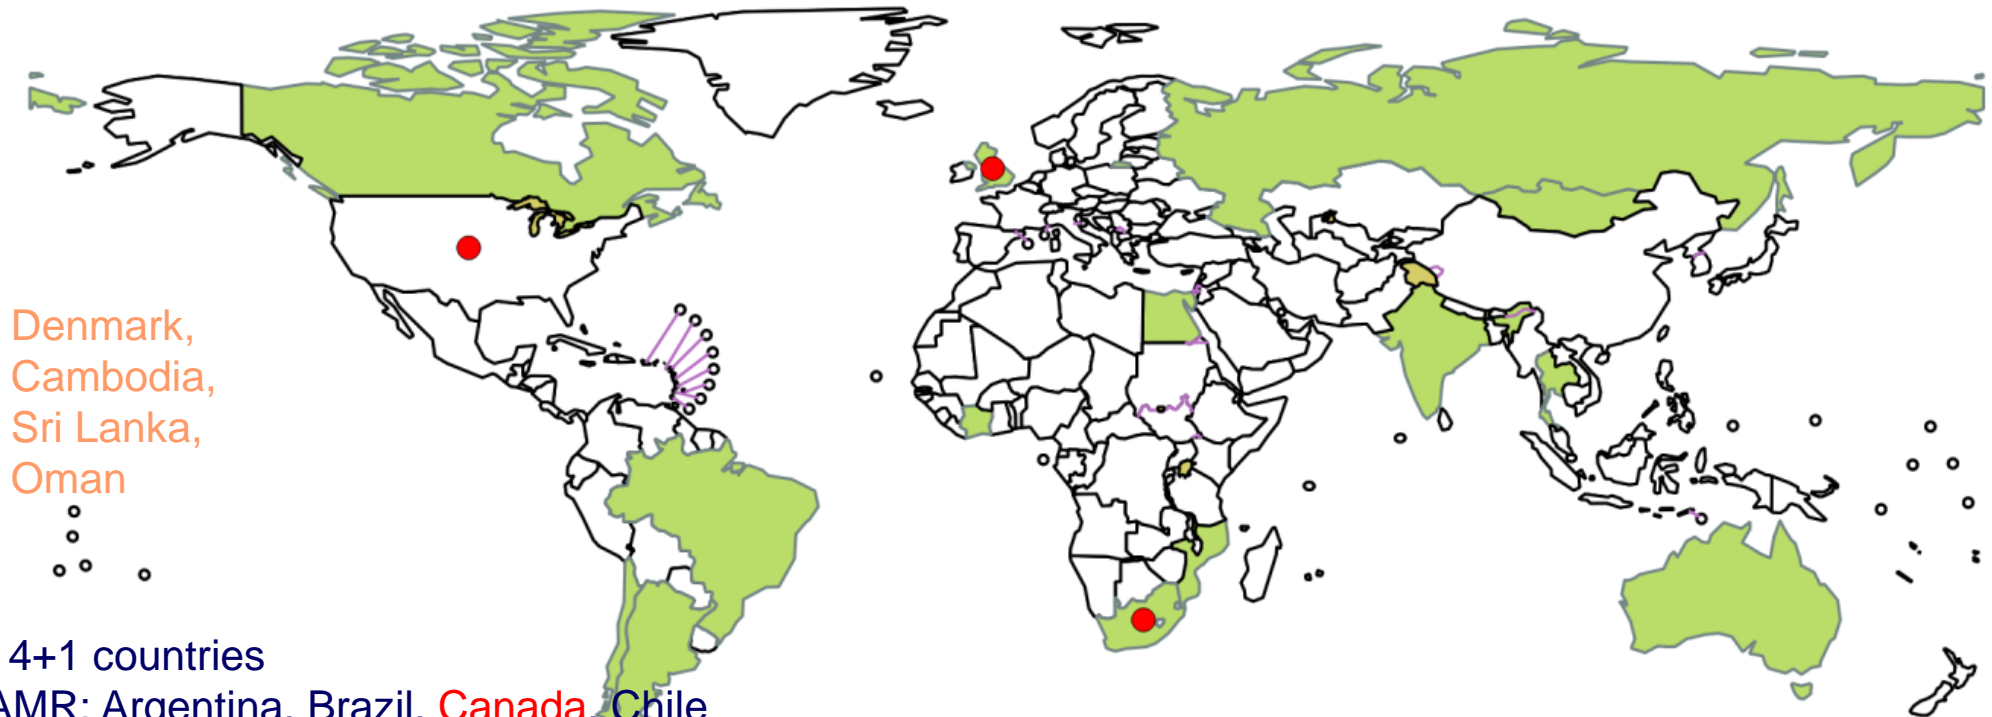 Denmark,
Cambodia,
Sri Lanka,
Oman
4+1 countries
AMR: Argentina, Brazil, Canada, Chile